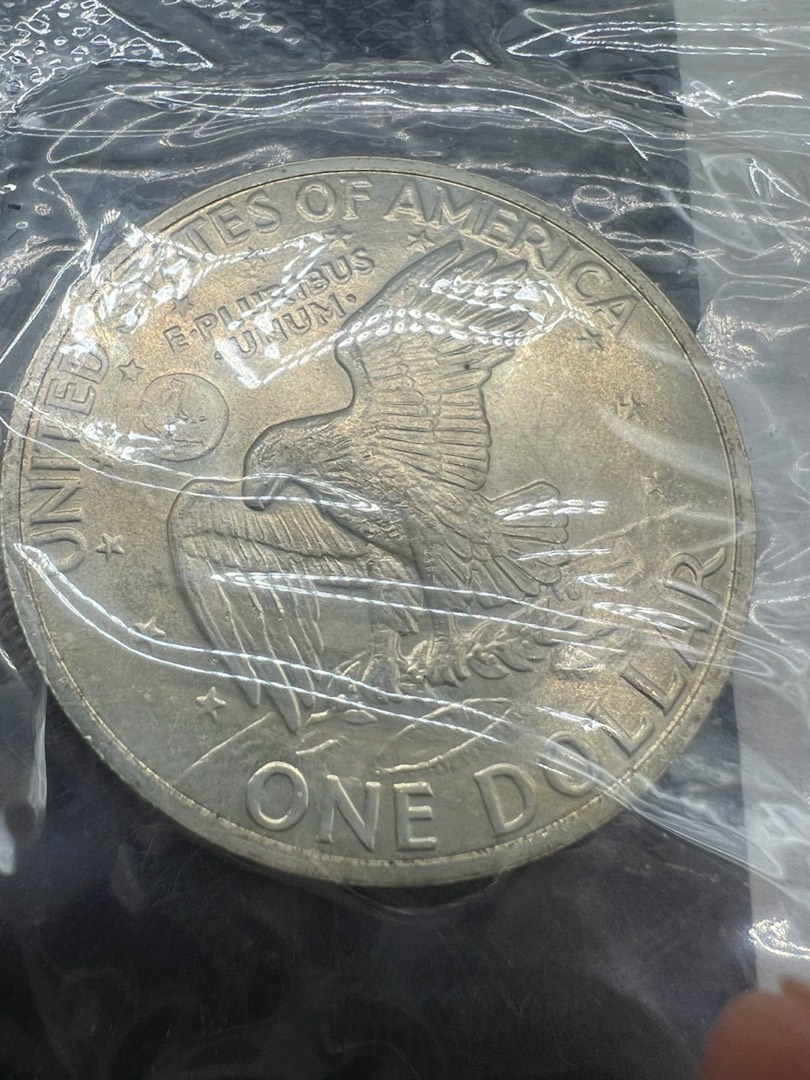 UNITED STATES OF AMERICA
E·PLURIBUS
UNUM·
ONE DOLLAR